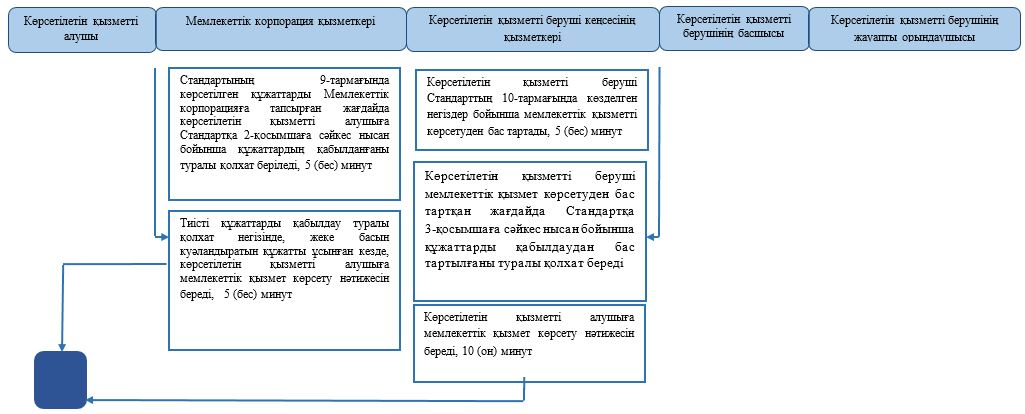 Көрсетілетін қызметті
алушы
Мемлекеттік корпорация қызметкері
Көрсетілетін қызметті беруші кеңсесінің
қызметкері
Көрсетілетін қызметті
берушінің басшысы
Көрсетілетін қызметті берушінің
жауапты орындаушысы
Стандартының 9-тармағында
көрсетілген құжаттарды Мемлекеттік
корпорацияға тапсырған жағдайда
көрсетілетін қызметті алушыға
Стандартқа 2-қосымшаға сәйкес нысан
бойынша құжаттардың қабылданғаны
туралы қолхат беріледі, 5 (бес) минут
Тиісті құжаттарды қабылдау туралы
қолхат негізінде, жеке басын
куәландыратын құжатты ұсынған кезде,
көрсетілетін қызметті алушыға
мемлекеттік қызмет көрсету нәтижесін
береді, 5 (бес) минут
Көрсетілетін қызметті беруші
Стандарттың 10-тармағында көзделген
негіздер бойынша мемлекеттік қызметті
көрсетуден бас тартады, 5 (бес) минут
Көрсетілетін қызметті беруші
мемлекеттік қызмет көрсетуден бас
тартқан жағдайда Стандартқа
3-қосымшаға сәйкес нысан бойынша
құжаттарды қабылдаудан бас
тартылғаны туралы қолхат береді
Көрсетілетін қызметті алушыға
мемлекеттік қызмет көрсету нәтижесін
береді, 10 (он) минут